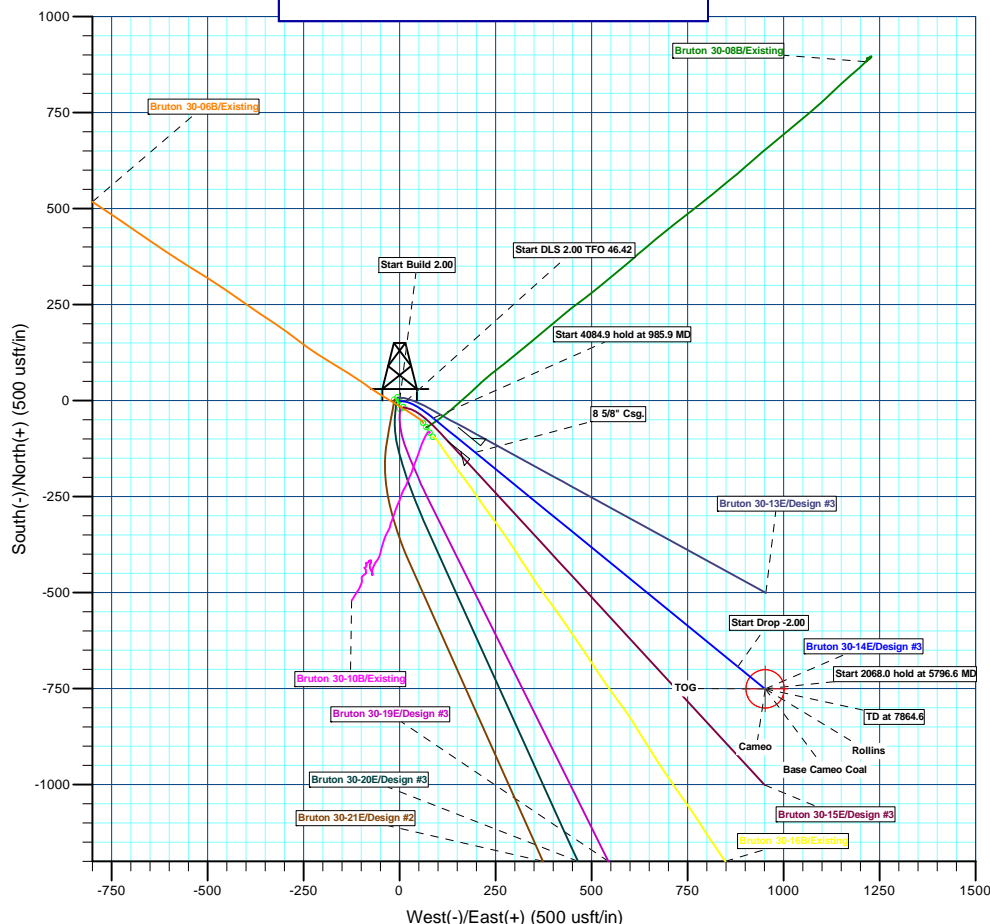 1000
750
500
250
0
-250
-500
-750
-1000
South(-)/North(+) (500 usft/in)
Bruton 30-08B/Existing
Bruton 30-06B/Existing
Start DLS 2.00 TFO 46.42
Start Build 2.00
Start 4084.9 hold at 985.9 MD
8 5/8" Csg.
Bruton 30-13E/Design #3
Start Drop -2.00
Bruton 30-14E/Design #3
Start 2068.0 hold at 5796.6 MD
Bruton 30-10B/Existing
TOG
Bruton 30-19E/Design #3
TD at 7864.6
Cameo
Rollins
Base Cameo Coal
Bruton 30-20E/Design #3
Bruton 30-21E/Design #2
Bruton 30-15E/Design #3
Bruton 30-16B/Existing
-750
-500
-250
0
250
500
750
1000
1250
1500
West(-)/East(+) (500 usft/in)